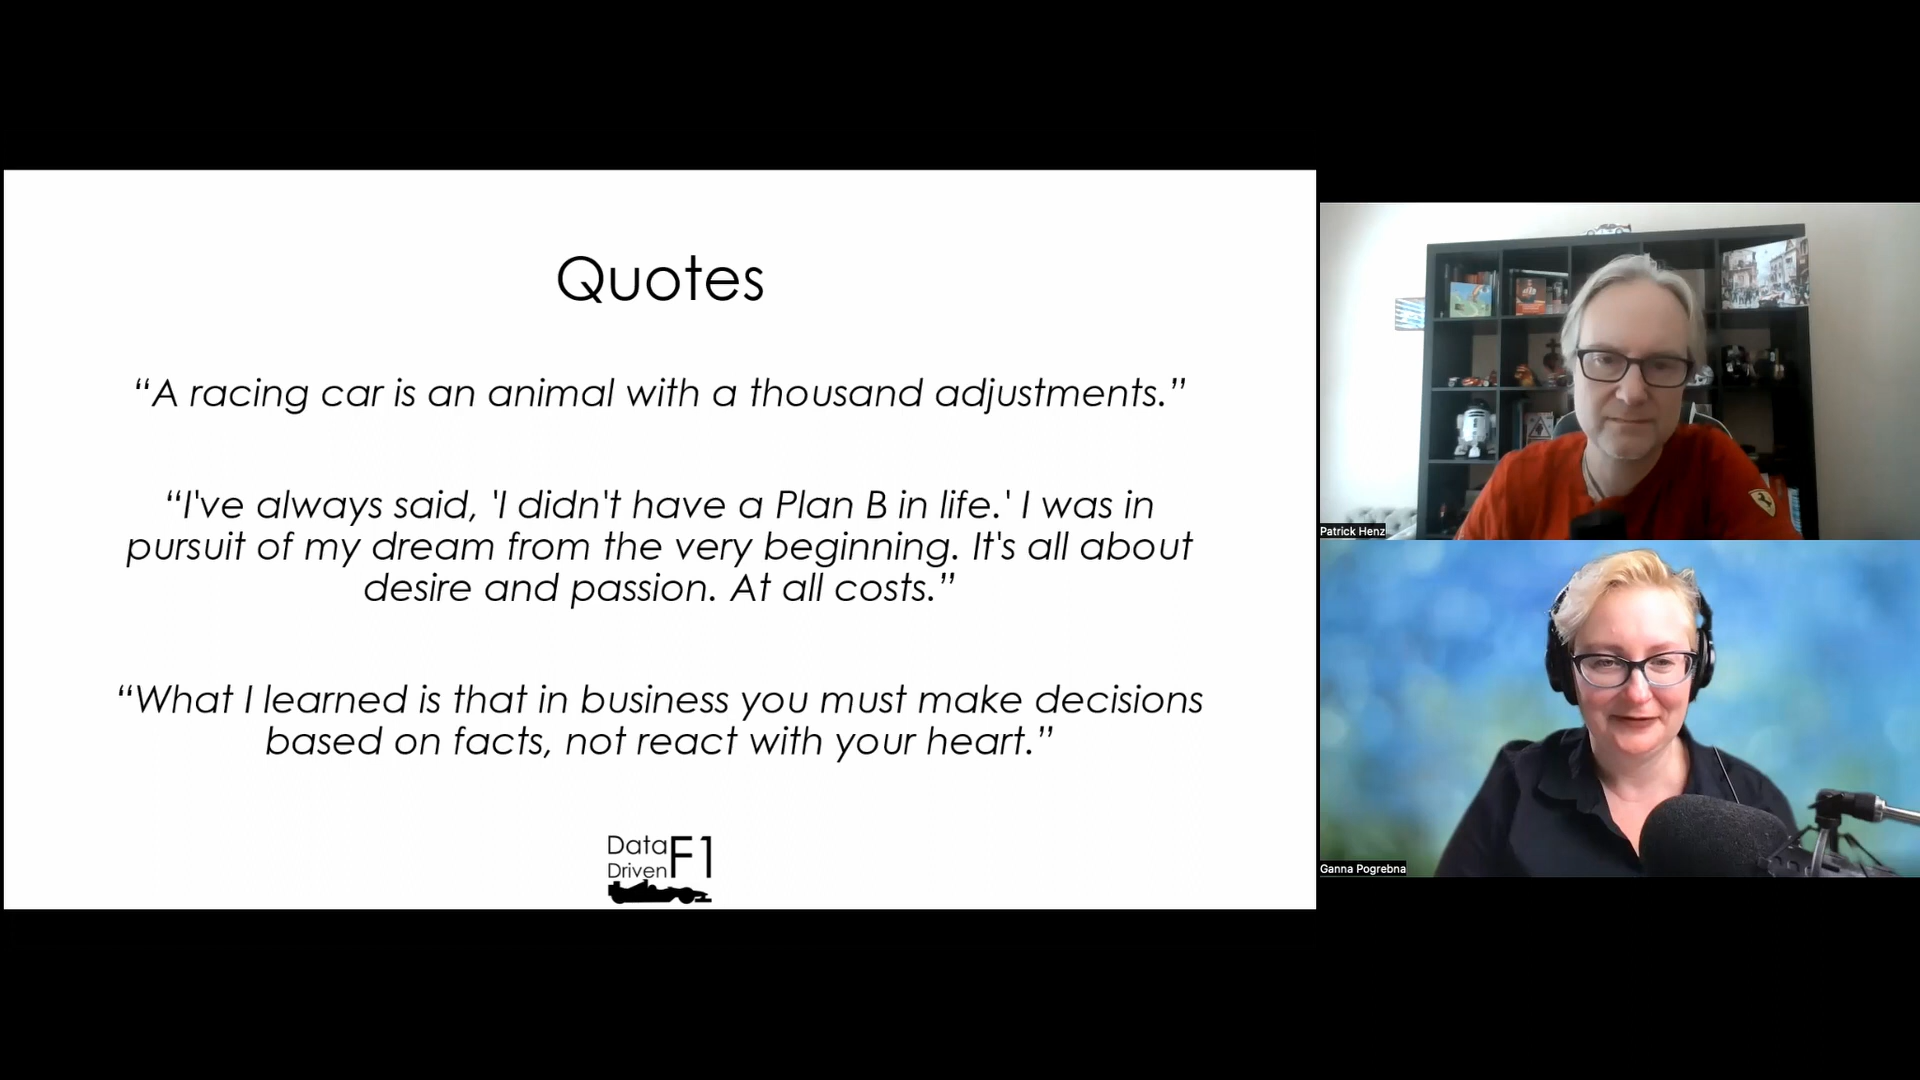 Quotes
“A racing car is an animal with a thousand adjustments.”
“I've always said, 'I didn't have a Plan B in life.' I was in
pursuit of my dream from the very beginning. It's all about
desire and passion. At all costs.”
“What I learned is that in business you must make decisions
based on facts, not react with your heart.”
Data
Driven
F1
Patrick Henz
Ganna Pogrebna